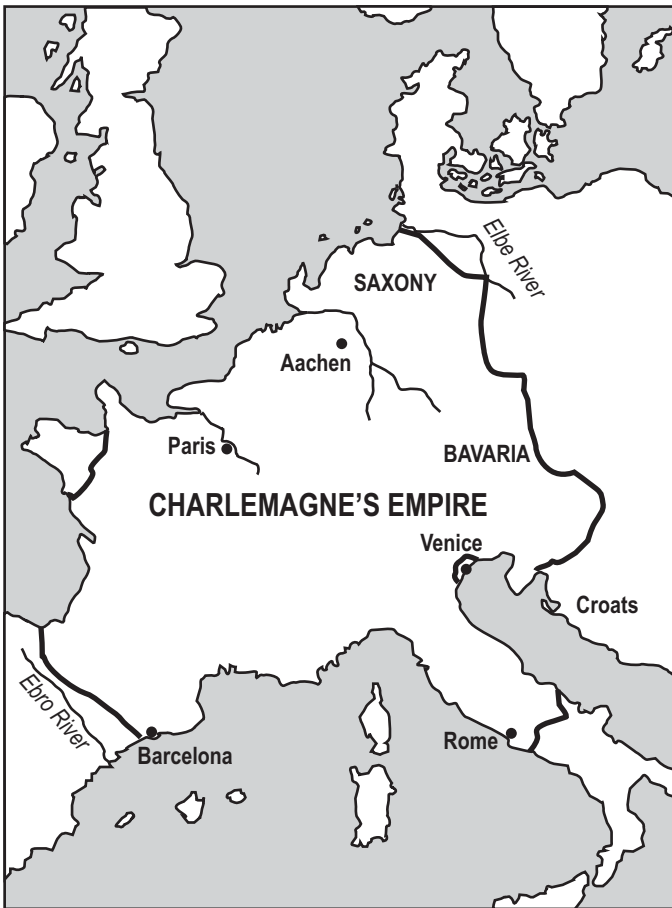 Elbe River
SAXONY
Aachen
Paris
BAVARIA
CHARLEMAGNE’S EMPIRE
Venice
Croats
Ebro River
Rome
Barcelona